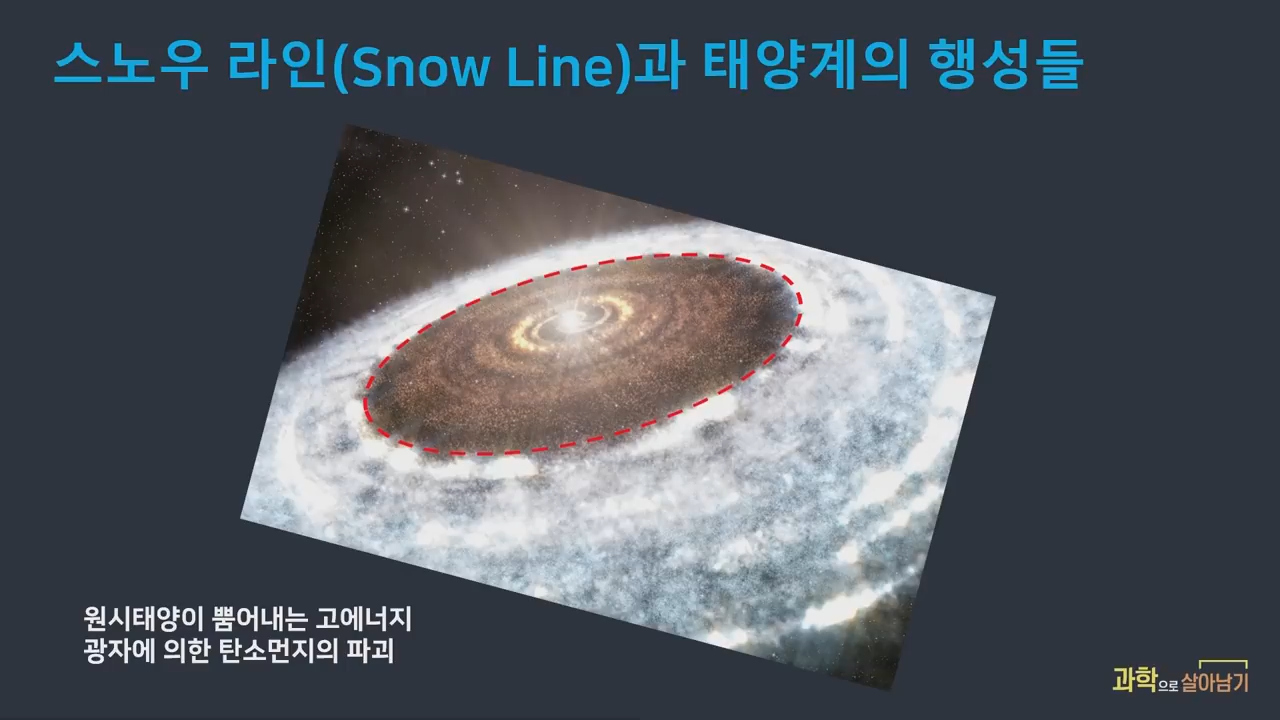 스노우 라인(Snow Line)과 태양계의 행성들
원시태양이 뿜어내는 고에너지
광자에 의한 탄소먼지의 파괴
과학으로 살아남기